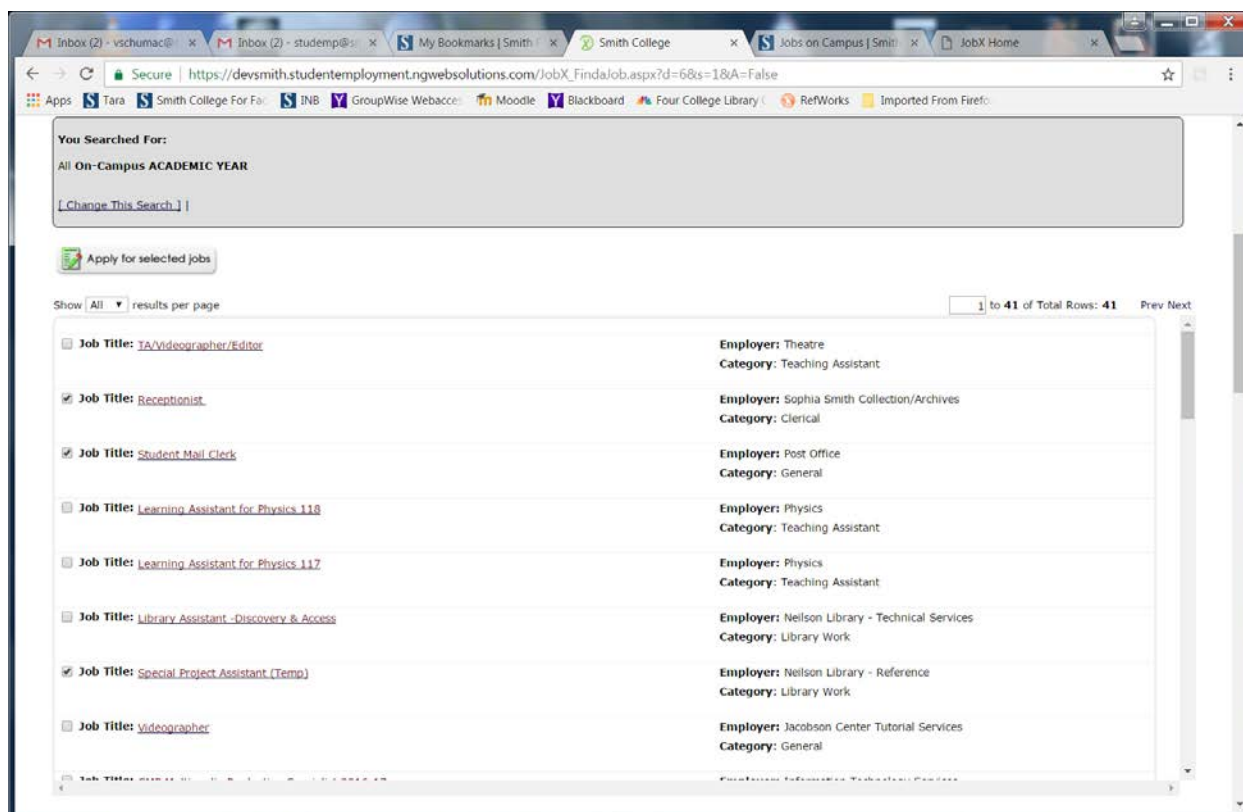 Inbox (2) - vschumac@
Inbox (2) - studemp@s
My Bookmarks | Smith
Smith College
Jobs on Campus | Smit
JobX Home
Secure | https://devsmith.studentemployment.ngwebsolutions.com/JobX_FindaJob.aspx?d=6&s=1&A=False
Apps Tara Smith College For Fac INB GroupWise Webacces Moodle Blackboard Four College Library RefWorks Imported From Firefo
You Searched For:
All On-Campus ACADEMIC YEAR
[ Change This Search ] |
Apply for selected jobs
Show All results per page 1 to 41 of Total Rows: 41 Prev Next
Job Title: TA/Videographer/Editor Employer: Theatre
Category: Teaching Assistant
Job Title: Receptionist Employer: Sophia Smith Collection/Archives
Category: Clerical
Job Title: Student Mail Clerk Employer: Post Office
Category: General
Job Title: Learning Assistant for Physics 118 Employer: Physics
Category: Teaching Assistant
Job Title: Learning Assistant for Physics 117 Employer: Physics
Category: Teaching Assistant
Job Title: Library Assistant -Discovery & Access Employer: Neilson Library - Technical Services
Category: Library Work
Job Title: Special Project Assistant (Temp) Employer: Neilson Library - Reference
Category: Library Work
Job Title: Videographer Employer: Jacobson Center Tutorial Services
Category: General